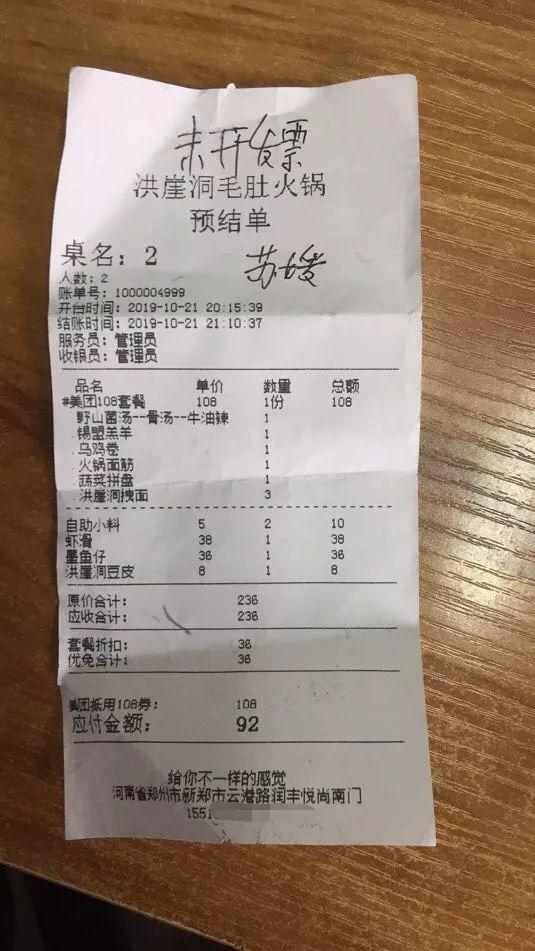 未开发票
洪崖洞毛肚火锅
预结单
桌名：2
苏媛
人数：2
账单号：1000004999
开台时间：2019-10-21 20:15:39
结账时间：2019-10-21 21:10:37
服务员：管理员
收银员：管理员
品名 单价 数量 总额
#美团108套餐 108 1份 108
.野山菌汤--骨汤--牛油辣 1
.锡盟羔羊 1
.乌鸡卷 1
.火锅面筋 1
.蔬菜拼盘 1
.洪崖洞拽面 3
自助小料 5 2 10
虾滑 38 1 38
墨鱼仔 36 1 36
洪崖洞豆皮 8 1 8
原价合计： 236
应收合计： 236
套餐折扣： 36
优免合计： 36
美团抵用108券： 108
应付金额： 92
给你不一样的感觉
河南省郑州市新郑市云港路润丰悦尚南门
1551